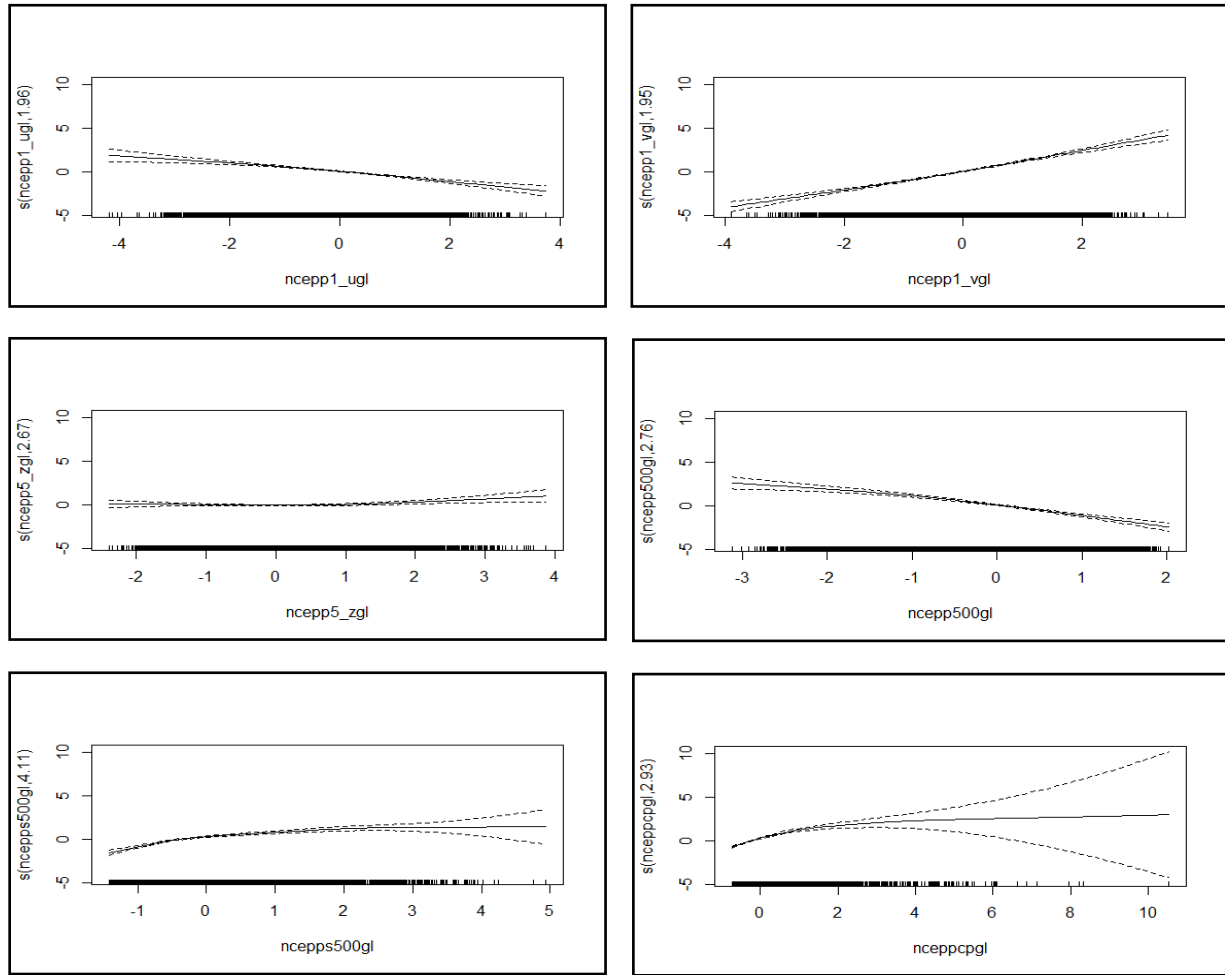 s(ncepp1_ugl,1.96)
10
5
0
-5
-4 -2 0 2 4
ncepp1_ugl
s(ncepp1_vgl,1.95)
10
5
0
-5
-4 -2 0 2
ncepp1_vgl
s(ncepp5_zgl,2.67)
10
5
0
-5
-2 -1 0 1 2 3 4
ncepp5_zgl
s(ncepp500gl,2.76)
10
5
0
-5
-3 -2 -1 0 1 2
ncepp500gl
s(ncepps500gl,4.11)
10
5
0
-5
-1 0 1 2 3 4 5
ncepps500gl
s(nceppcpgl,2.93)
10
5
0
-5
0 2 4 6 8 10
nceppcpgl